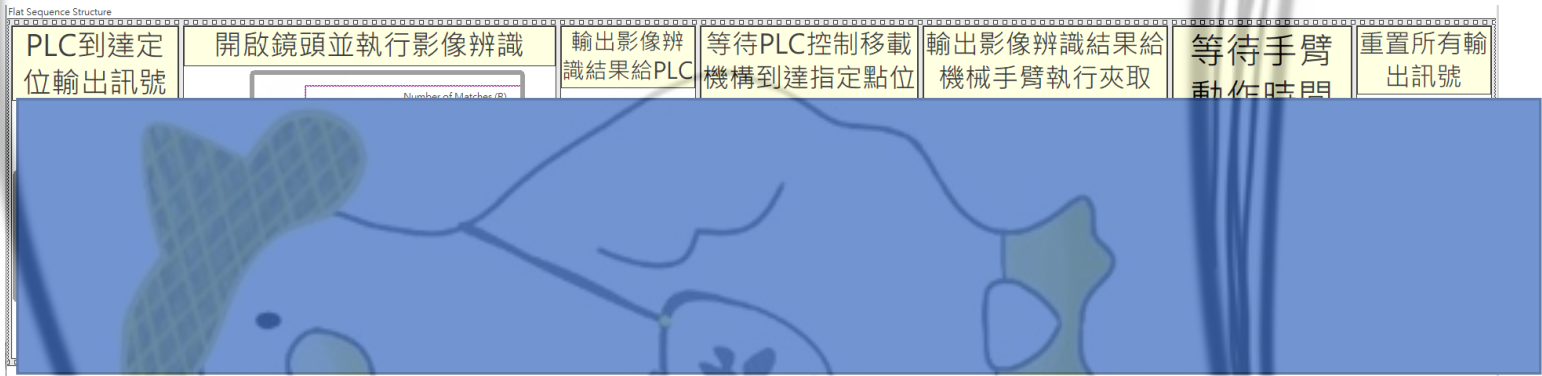 Flat Sequence Structure
PLC到達定
位輸出訊號
開啟鏡頭並執行影像辨識
Number of Matches (R)
輸出影像辨
識結果給PLC
等待PLC控制移載
機構到達指定點位
輸出影像辨識結果給
機械手臂執行夾取
等待手臂
動作時間
重置所有輸
出訊號